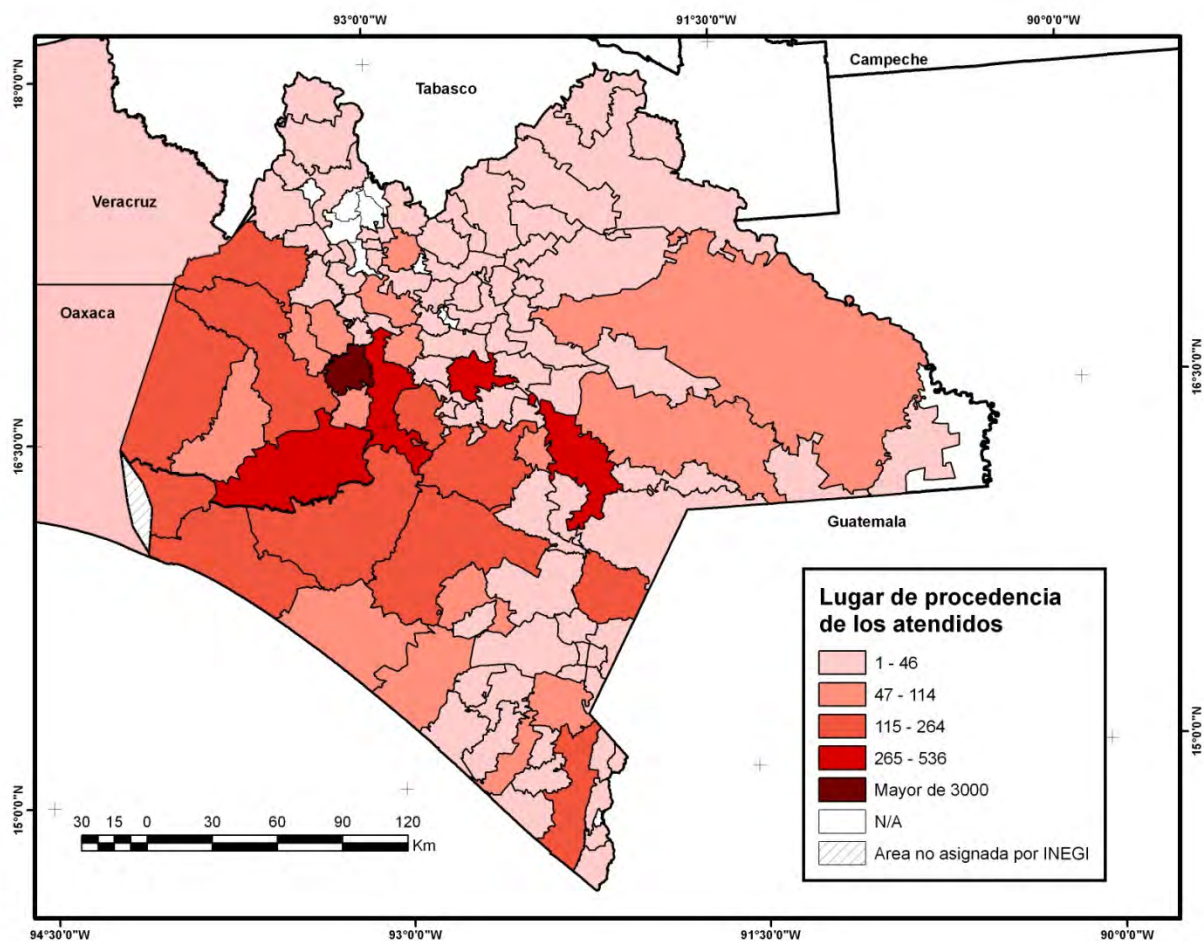 93°0'0"W
91°30'0"W
90°0'0"W
18°0'0"N
Campeche
Tabasco
Veracruz
Oaxaca
16°30'0"N
16°30'0"N
Guatemala
Lugar de procedencia
de los atendidos
1 - 46
47 - 114
115 - 264
265 - 536
Mayor de 3000
N/A
Area no asignada por INEGI
15°0'0"N
15°0'0"N
30 15 0 30 60 90 120
Km
94°30'0"W
93°0'0"W
91°30'0"W
90°0'0"W